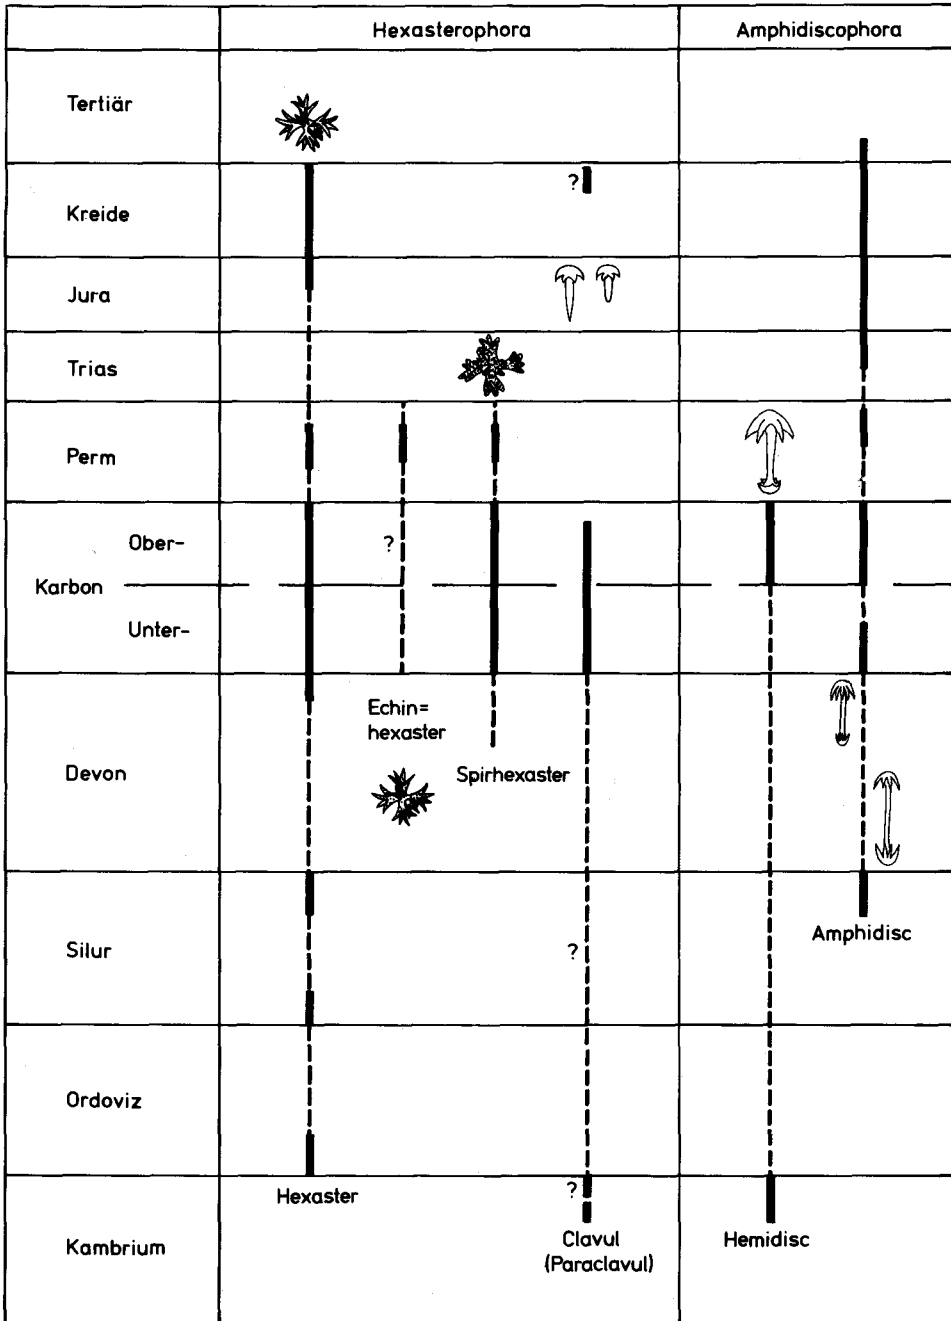 Hexasterophora
Amphidiscophora
Tertiär
Kreide
?
Jura
Trias
Perm
Ober-
?
Karbon
Unter-
Echin=
hexaster
Devon
Spirhexaster
Amphidisc
Silur
?
Ordoviz
Hexaster
?
Kambrium
Clavul
(Paraclavul)
Hemidisc